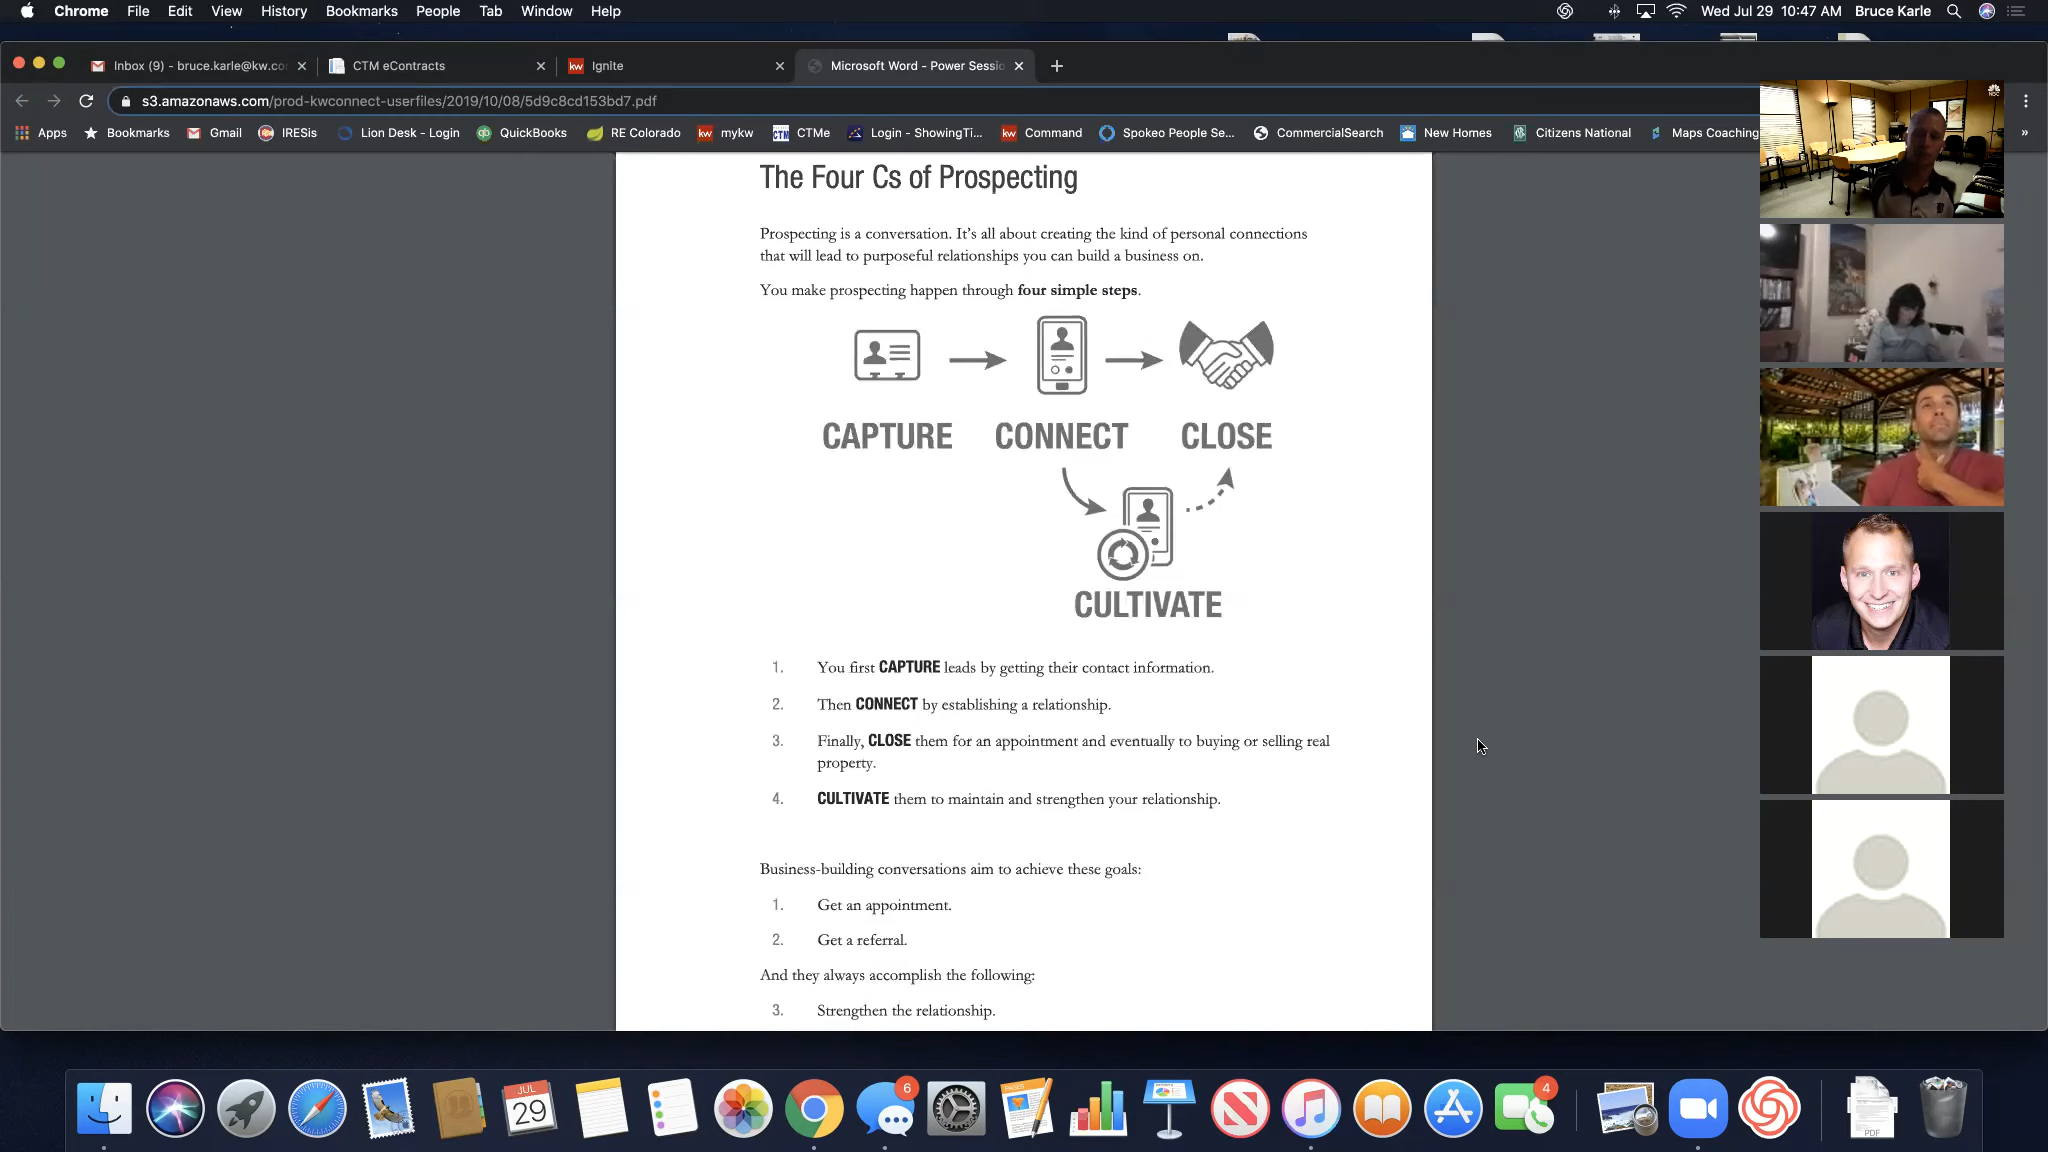 Chrome File Edit View History Bookmarks People Tab Window Help
Wed Jul 29 10:47 AM Bruce Karle
Inbox (9) - bruce.karle@kw.co
CTM eContracts
kw Ignite
Microsoft Word - Power Sessio
s3.amazonaws.com/prod-kwconnect-userfiles/2019/10/08/5d9c8cd153bd7.pdf
Apps Bookmarks Gmail IRESis Lion Desk - Login qb QuickBooks RE Colorado kw mykw CTM CTMe Login - ShowingTi... kw Command Spokeo People Se... CommercialSearch New Homes Citizens National Maps Coaching »
The Four Cs of Prospecting
Prospecting is a conversation. It's all about creating the kind of personal connections
that will lead to purposeful relationships you can build a business on.
You make prospecting happen through four simple steps.
CAPTURE CONNECT CLOSE
CULTIVATE
1. You first CAPTURE leads by getting their contact information.
2. Then CONNECT by establishing a relationship.
3. Finally, CLOSE them for an appointment and eventually to buying or selling real
property.
4. CULTIVATE them to maintain and strengthen your relationship.
Business-building conversations aim to achieve these goals:
1. Get an appointment.
2. Get a referral.
And they always accomplish the following:
3. Strengthen the relationship.
JUL
29
6
PAGES
4
PDF